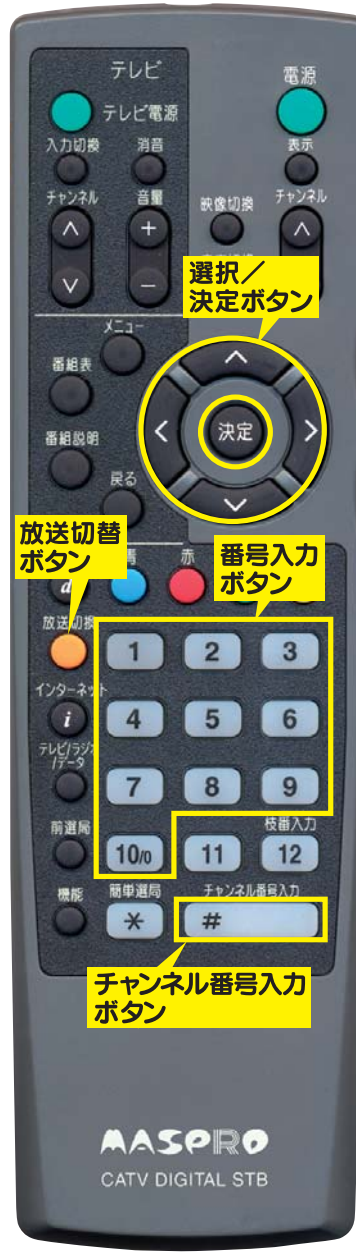 テレビ
電源
テレビ電源
入力切換
消音
表示
チャンネル
音量
映像切換
チャンネル
+
−
選択／
決定ボタン
メニュー
番組表
決定
番組説明
戻る
放送切替
ボタン
青
赤
番号入力
ボタン
d
放送切換
1
2
3
インターネット
i
4
5
6
テレビ/ラジオ
/データ
7
8
9
前選局
枝番入力
10/0
11
12
機能
簡単選局
チャンネル番号入力
*
#
チャンネル番号入力
ボタン
MASPRO
CATV DIGITAL STB